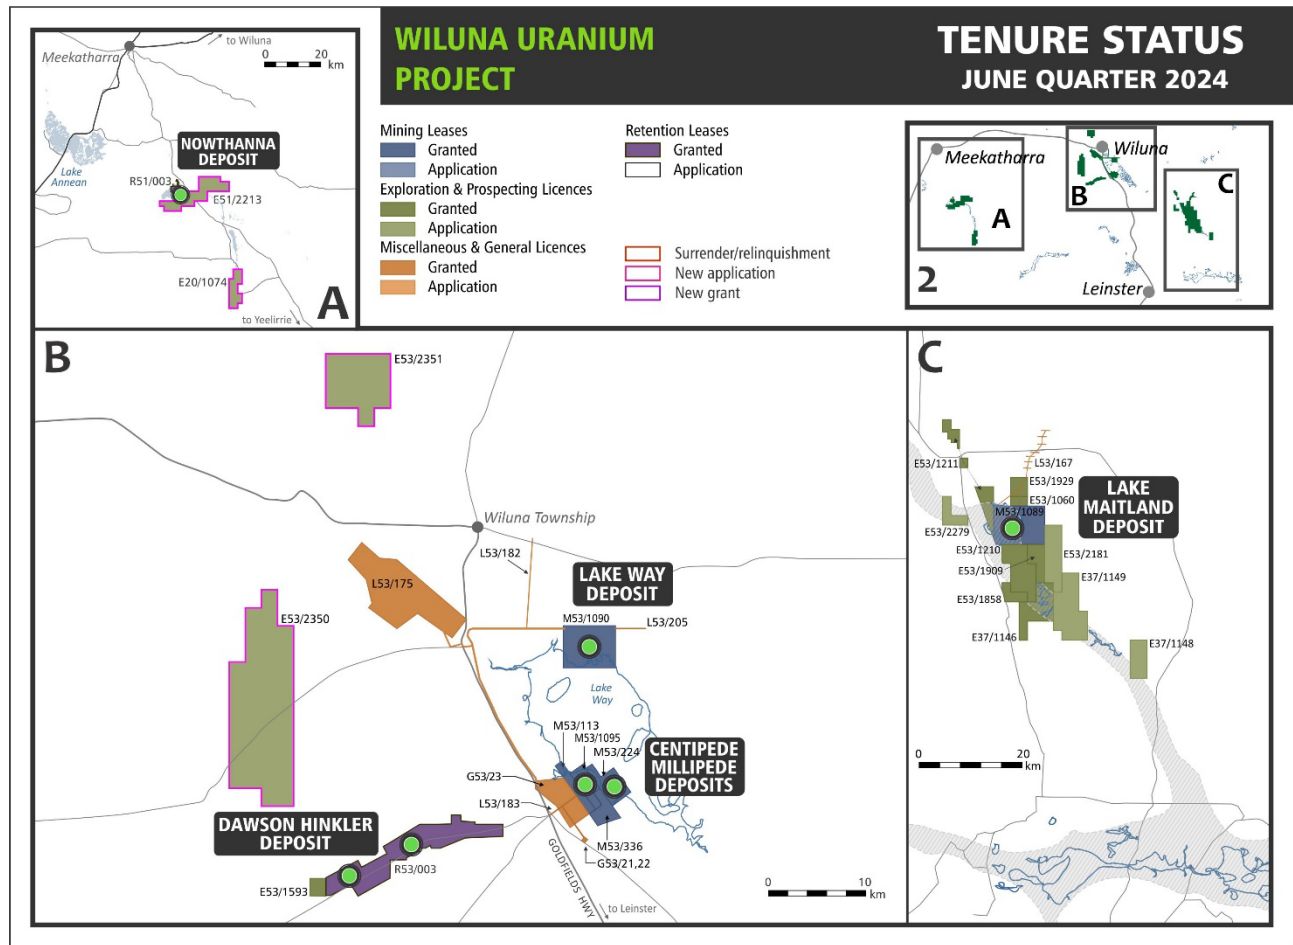 WILUNA URANIUM
PROJECT
TENURE STATUS
JUNE QUARTER 2024
to Wiluna
Meekatharra
0 20
km
NOWTHANNA
DEPOSIT
Lake
Annean
R51/003
E51/2213
E20/1074
to Yeelirrie
A
Mining Leases
Granted
Application
Exploration & Prospecting Licences
Granted
Application
Miscellaneous & General Licences
Granted
Application
Retention Leases
Granted
Application
Surrender/relinquishment
New application
New grant
Meekatharra
Wiluna
A
B
C
2
Leinster
B
E53/2351
Wiluna Township
L53/182
L53/175
LAKE WAY
DEPOSIT
M53/1090
L53/205
E53/2350
Lake
Way
M53/113
M53/1095
M53/224
CENTIPEDE
MILLIPEDE
DEPOSITS
G53/23
L53/183
DAWSON HINKLER
DEPOSIT
M53/336
G53/21,22
R53/003
E53/1593
GOLDFIELDS HWY
to Leinster
0 10
km
C
E53/1211
L53/167
E53/1929
E53/1060
LAKE
MAITLAND
DEPOSIT
M53/1089
E53/2279
E53/1210
E53/2181
E53/1909
E37/1149
E53/1858
E37/1146
E37/1148
0 20
km